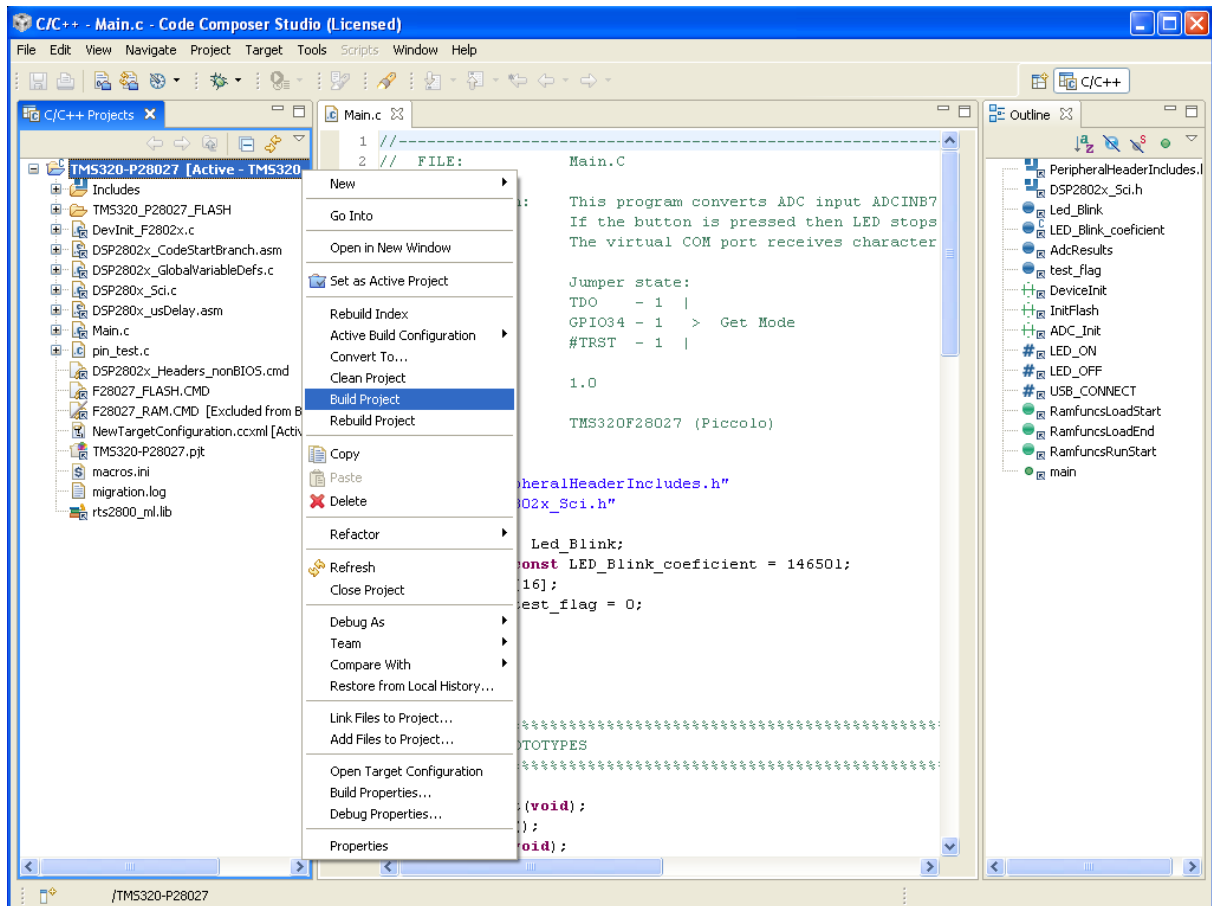 C/C++ - Main.c - Code Composer Studio (Licensed)
File Edit View Navigate Project Target Tools Scripts Window Help
C/C++
C/C++ Projects
TMS320-P28027 [Active - TMS320
Includes
TMS320_P28027_FLASH
DevInit_F2802x.c
DSP2802x_CodeStartBranch.asm
DSP2802x_GlobalVariableDefs.c
DSP280x_Sci.c
DSP280x_usDelay.asm
Main.c
pin_test.c
DSP2802x_Headers_nonBIOS.cmd
F28027_FLASH.CMD
F28027_RAM.CMD [Excluded from B
NewTargetConfiguration.ccxml [Activ
TMS320-P28027.pjt
macros.ini
migration.log
rts2800_ml.lib
New
Go Into
Open in New Window
Set as Active Project
Rebuild Index
Active Build Configuration
Convert To...
Clean Project
Build Project
Rebuild Project
Copy
Paste
Delete
Refactor
Refresh
Close Project
Debug As
Team
Compare With
Restore from Local History...
Link Files to Project...
Add Files to Project...
Open Target Configuration
Build Properties...
Debug Properties...
Properties
Main.c
1 //----------------------------------------------------------
2 // FILE: Main.C
n: This program converts ADC input ADCINB7
If the button is pressed then LED stops
The virtual COM port receives character
Jumper state:
TDO - 1 |
GPIO34 - 1 > Get Mode
#TRST - 1 |
1.0
TMS320F28027 (Piccolo)
pheralHeaderIncludes.h"
802x_Sci.h"
Led_Blink;
const LED_Blink_coeficient = 146501;
[16];
test_flag = 0;
%%%%%%%%%%%%%%%%%%%%%%%%%%%%%%%%%%%%%%%%%%%%%
OTOTYPES
%%%%%%%%%%%%%%%%%%%%%%%%%%%%%%%%%%%%%%%%%%%%%
t(void);
();
void);
Outline
PeripheralHeaderIncludes.
DSP2802x_Sci.h
Led_Blink
LED_Blink_coeficient
AdcResults
test_flag
DeviceInit
InitFlash
ADC_Init
LED_ON
LED_OFF
USB_CONNECT
RamfuncsLoadStart
RamfuncsLoadEnd
RamfuncsRunStart
main
/TMS320-P28027